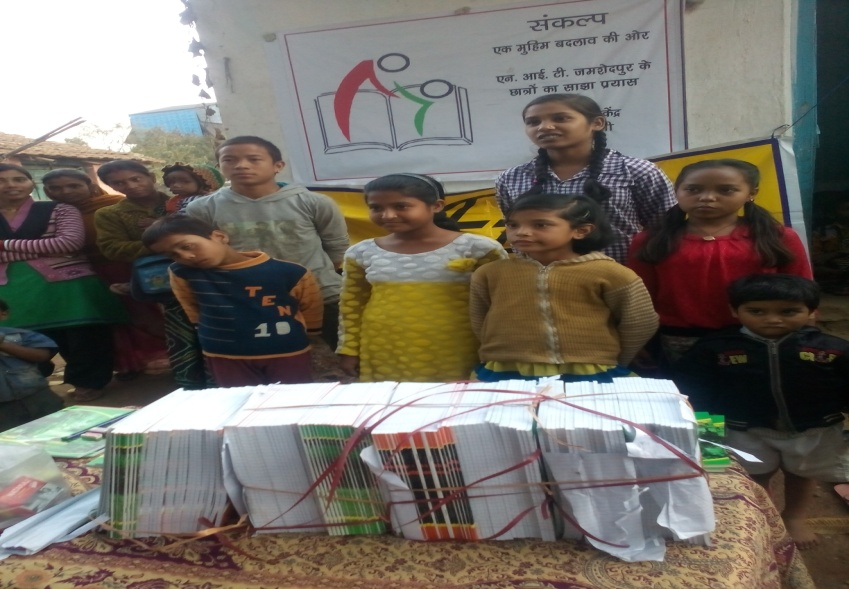 संकल्प
एक मुहिम बदलाव की ओर
एन. आई. टी. जमशेदपुर के
छात्रों का साझा प्रयास
केंद्र
TEN
10